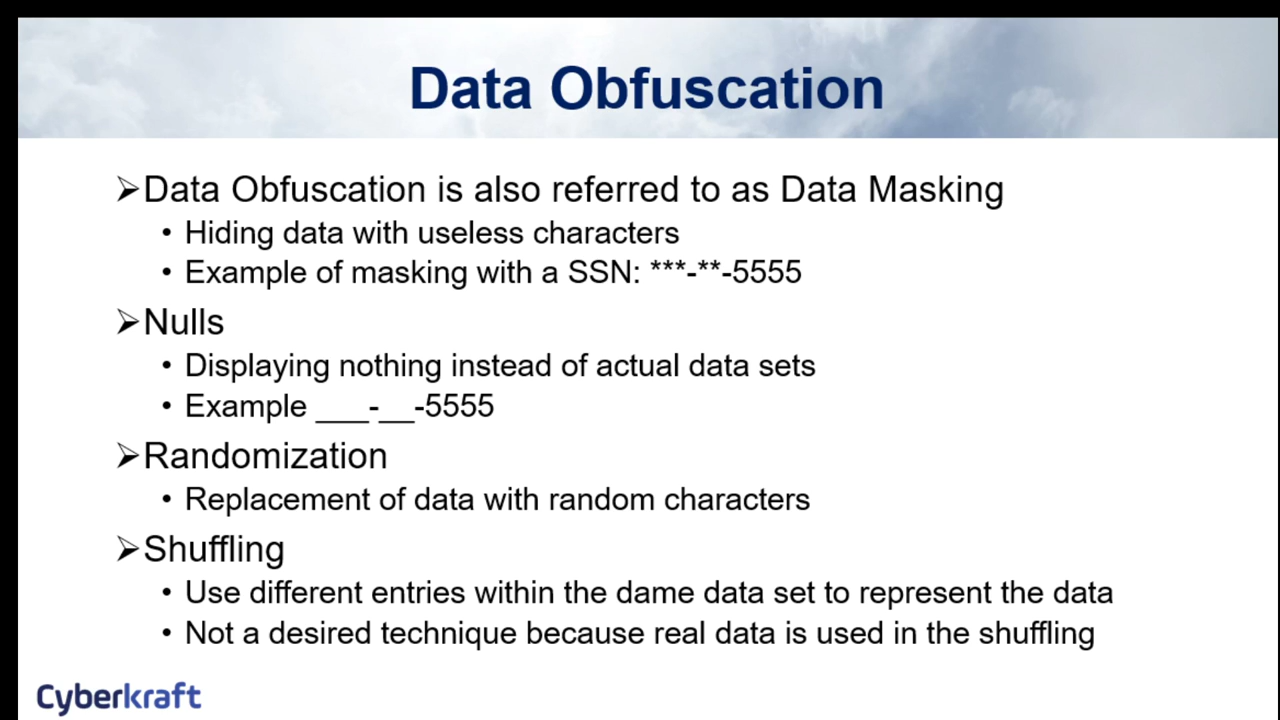 Data Obfuscation
➢Data Obfuscation is also referred to as Data Masking
• Hiding data with useless characters
• Example of masking with a SSN: ***-**-5555
➢Nulls
• Displaying nothing instead of actual data sets
• Example ___-__-5555
➢Randomization
• Replacement of data with random characters
➢Shuffling
• Use different entries within the dame data set to represent the data
• Not a desired technique because real data is used in the shuffling
Cyberkraft